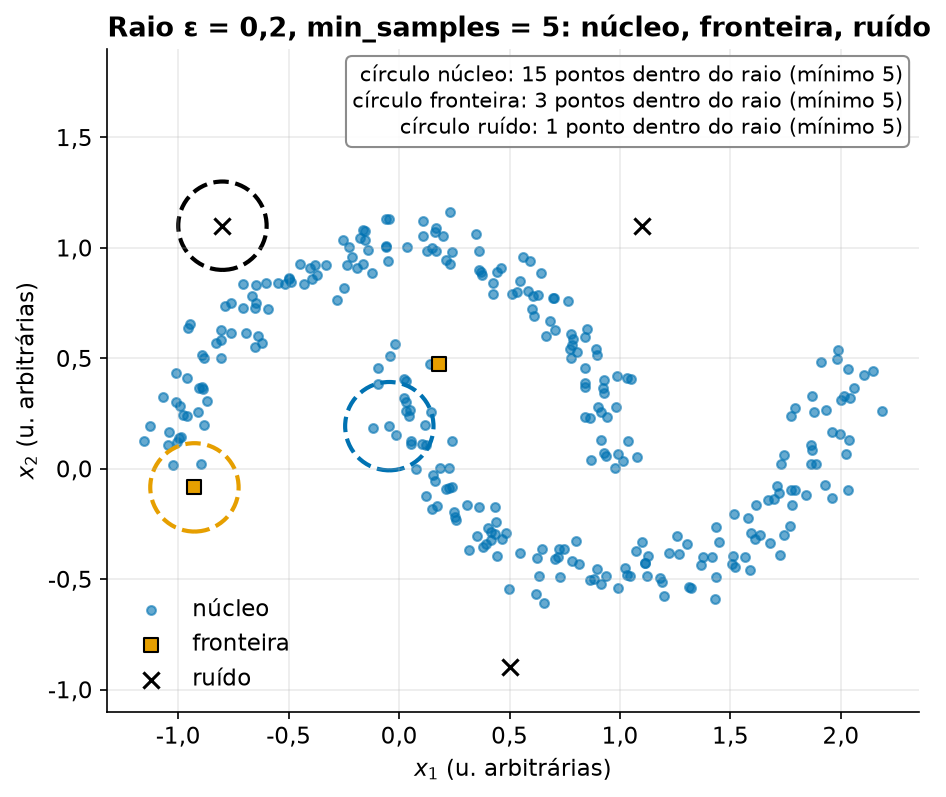 Raio ε = 0,2, min_samples = 5: núcleo, fronteira, ruído
círculo núcleo: 15 pontos dentro do raio (mínimo 5)
círculo fronteira: 3 pontos dentro do raio (mínimo 5)
círculo ruído: 1 ponto dentro do raio (mínimo 5)
1,5
1,0
0,5
0,0
-0,5
-1,0
x₂ (u. arbitrárias)
núcleo
fronteira
ruído
-1,0 -0,5 0,0 0,5 1,0 1,5 2,0
x₁ (u. arbitrárias)